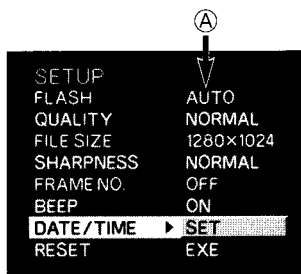 Ⓐ
SETUP
FLASH AUTO
QUALITY NORMAL
FILE SIZE 1280×1024
SHARPNESS NORMAL
FRAME NO. OFF
BEEP ON
DATE/TIME ▶ SET
RESET EXE